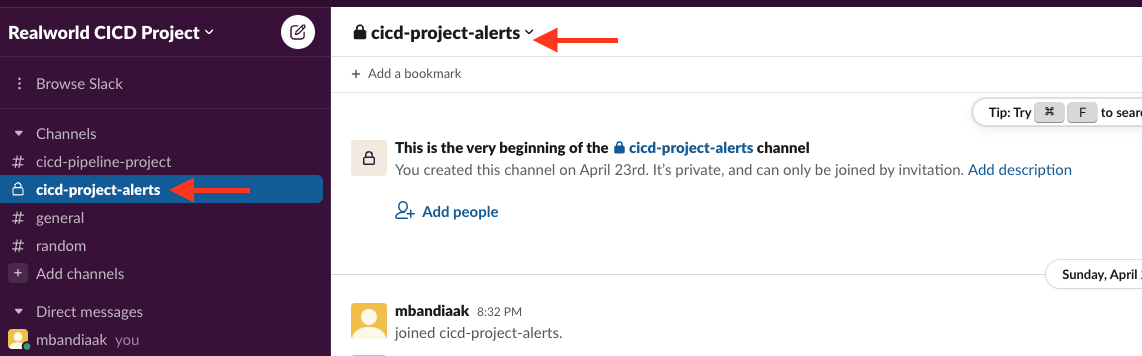 Realworld CICD Project
Browse Slack
Channels
# cicd-pipeline-project
cicd-project-alerts
# general
# random
+ Add channels
Direct messages
mbandiaak you
cicd-project-alerts
+ Add a bookmark
Tip: Try ⌘ F to sear
This is the very beginning of the cicd-project-alerts channel
You created this channel on April 23rd. It’s private, and can only be joined by invitation. Add description
Add people
Sunday, April
mbandiaak 8:32 PM
joined cicd-project-alerts.